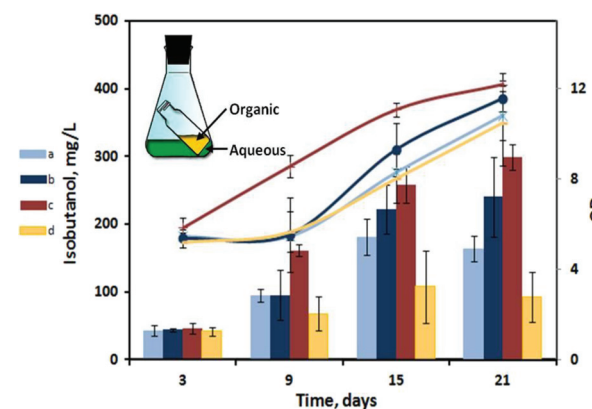 500
400
300
200
100
0
Isobutanol, mg/L
a
b
c
d
Organic
Aqueous
12
8
4
0
3 9 15 21
Time, days